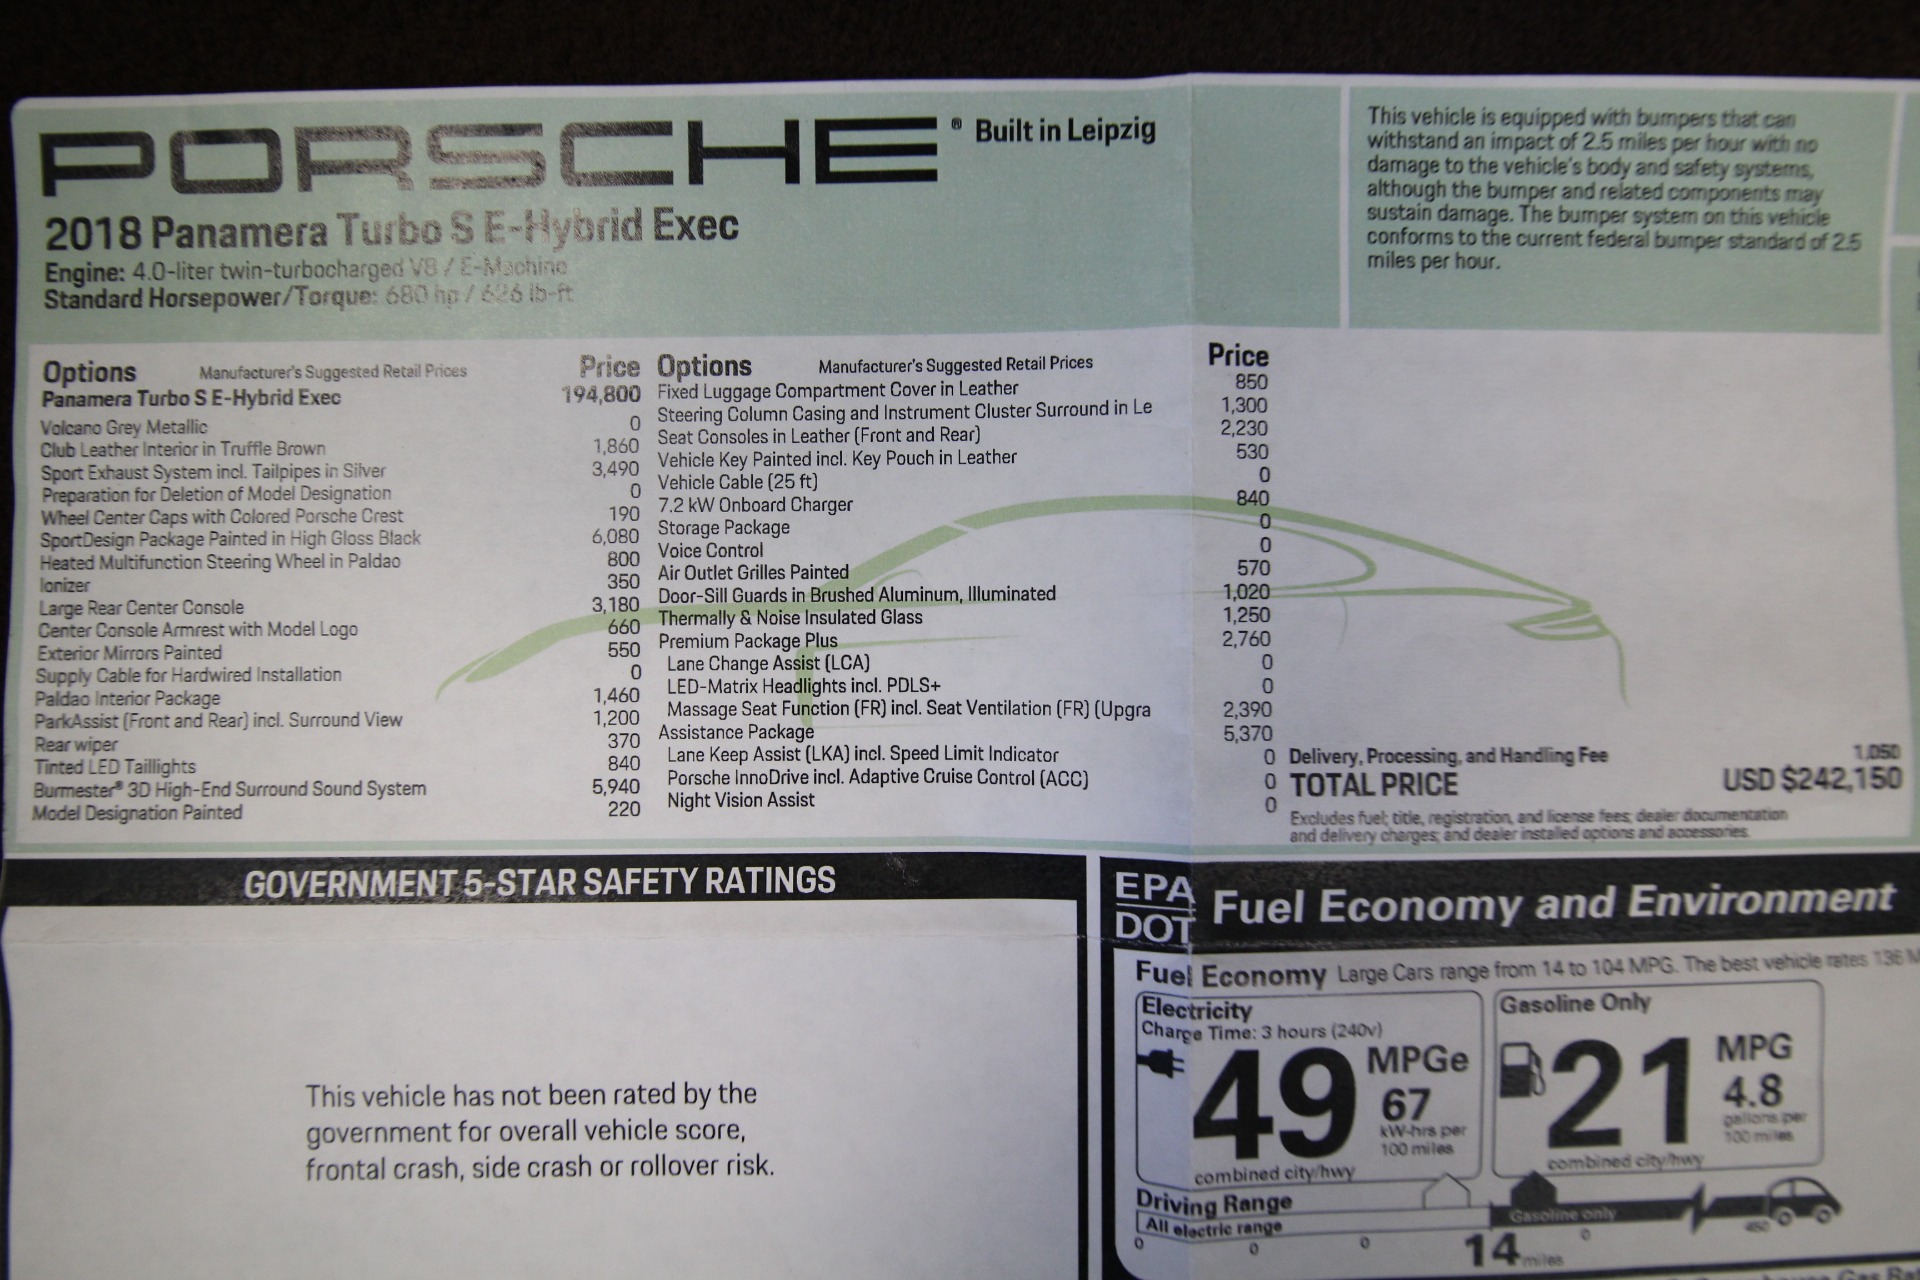 PORSCHE® Built in Leipzig
2018 Panamera Turbo S E-Hybrid Exec
Engine: 4.0-liter twin-turbocharged V8 / E-Machine
Standard Horsepower/Torque: 680 hp / 626 lb-ft
This vehicle is equipped with bumpers that can
withstand an impact of 2.5 miles per hour with no
damage to the vehicle's body and safety systems,
although the bumper and related components may
sustain damage. The bumper system on this vehicle
conforms to the current federal bumper standard of 2.5
miles per hour.
Options Manufacturer's Suggested Retail Prices Price
Panamera Turbo S E-Hybrid Exec 194,800
Volcano Grey Metallic 0
Club Leather Interior in Truffle Brown 1,860
Sport Exhaust System incl. Tailpipes in Silver 3,490
Preparation for Deletion of Model Designation 0
Wheel Center Caps with Colored Porsche Crest 190
SportDesign Package Painted in High Gloss Black 6,080
Heated Multifunction Steering Wheel in Paldao 800
Ionizer 350
Large Rear Center Console 3,180
Center Console Armrest with Model Logo 660
Exterior Mirrors Painted 550
Supply Cable for Hardwired Installation 0
Paldao Interior Package 1,460
ParkAssist (Front and Rear) incl. Surround View 1,200
Rear wiper 370
Tinted LED Taillights 840
Burmester® 3D High-End Surround Sound System 5,940
Model Designation Painted 220
Options Manufacturer's Suggested Retail Prices Price
Fixed Luggage Compartment Cover in Leather 850
Steering Column Casing and Instrument Cluster Surround in Le 1,300
Seat Consoles in Leather (Front and Rear) 2,230
Vehicle Key Painted incl. Key Pouch in Leather 530
Vehicle Cable (25 ft) 0
7.2 kW Onboard Charger 840
Storage Package 0
Voice Control 0
Air Outlet Grilles Painted 570
Door-Sill Guards in Brushed Aluminum, Illuminated 1,020
Thermally & Noise Insulated Glass 1,250
Premium Package Plus 2,760
Lane Change Assist (LCA) 0
LED-Matrix Headlights incl. PDLS+ 0
Massage Seat Function (FR) incl. Seat Ventilation (FR) (Upgra 2,390
Assistance Package 5,370
Lane Keep Assist (LKA) incl. Speed Limit Indicator 0
Porsche InnoDrive incl. Adaptive Cruise Control (ACC) 0
Night Vision Assist 0
Delivery, Processing, and Handling Fee 1,050
TOTAL PRICE USD $242,150
Excludes fuel; title, registration, and license fees; dealer documentation
and delivery charges; and dealer installed options and accessories.
GOVERNMENT 5-STAR SAFETY RATINGS
This vehicle has not been rated by the
government for overall vehicle score,
frontal crash, side crash or rollover risk.
EPA
DOT
Fuel Economy and Environment
Fuel Economy Large Cars range from 14 to 104 MPG. The best vehicle rates 136 M
Electricity
Charge Time: 3 hours (240v)
49 MPGe
67
kW-hrs per
100 miles
combined city/hwy
Gasoline Only
21 MPG
4.8
gallons per
100 miles
combined city/hwy
Driving Range
All electric range
Gasoline only
0 0 0 14 miles 0 450